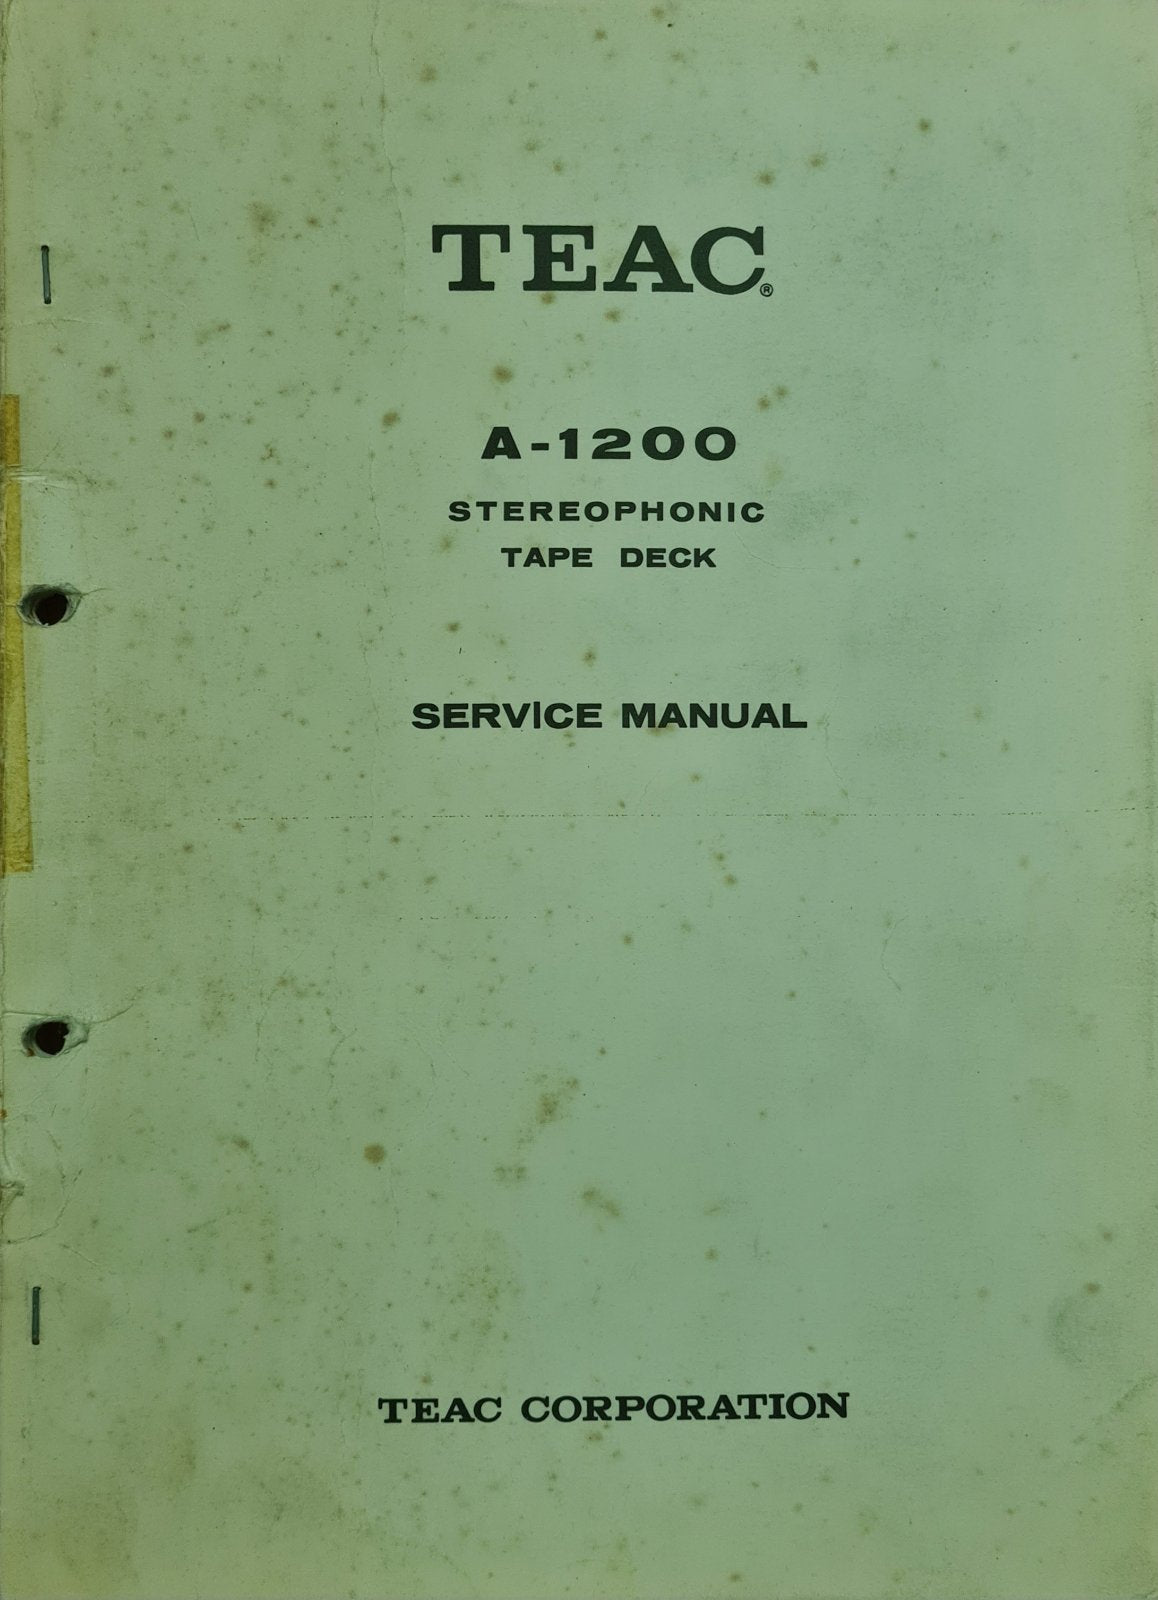 TEAC®
A-1200
STEREOPHONIC
TAPE DECK
SERVICE MANUAL
TEAC CORPORATION